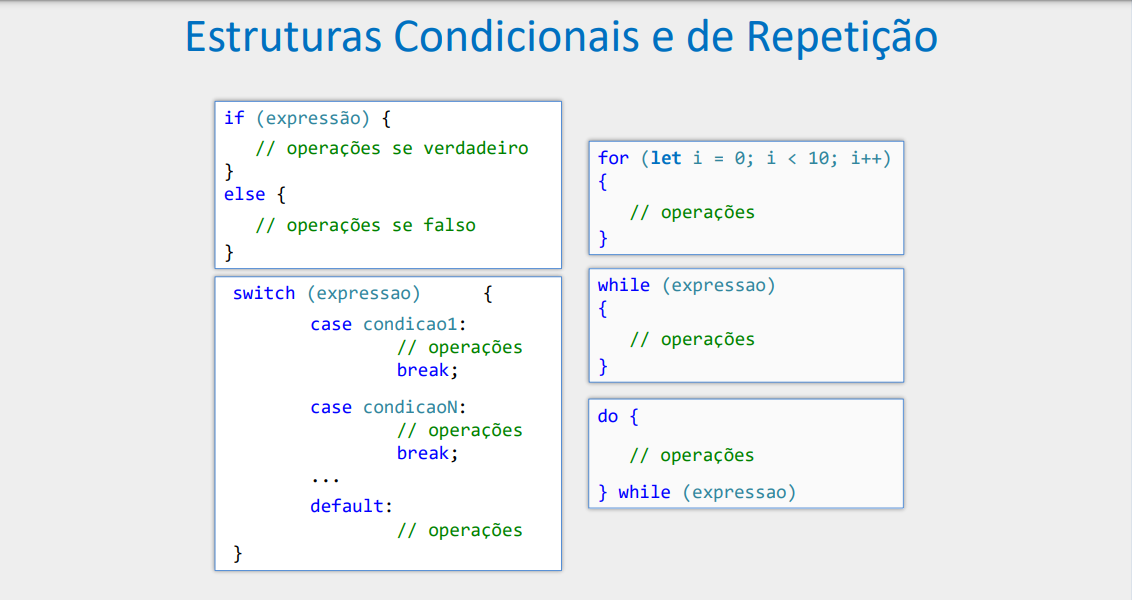 Estruturas Condicionais e de Repetição
if (expressão) {
// operações se verdadeiro
}
else {
// operações se falso
}
switch (expressao) {
case condicao1:
// operações
break;
case condicaoN:
// operações
break;
...
default:
// operações
}
for (let i = 0; i < 10; i++)
{
// operações
}
while (expressao)
{
// operações
}
do {
// operações
} while (expressao)